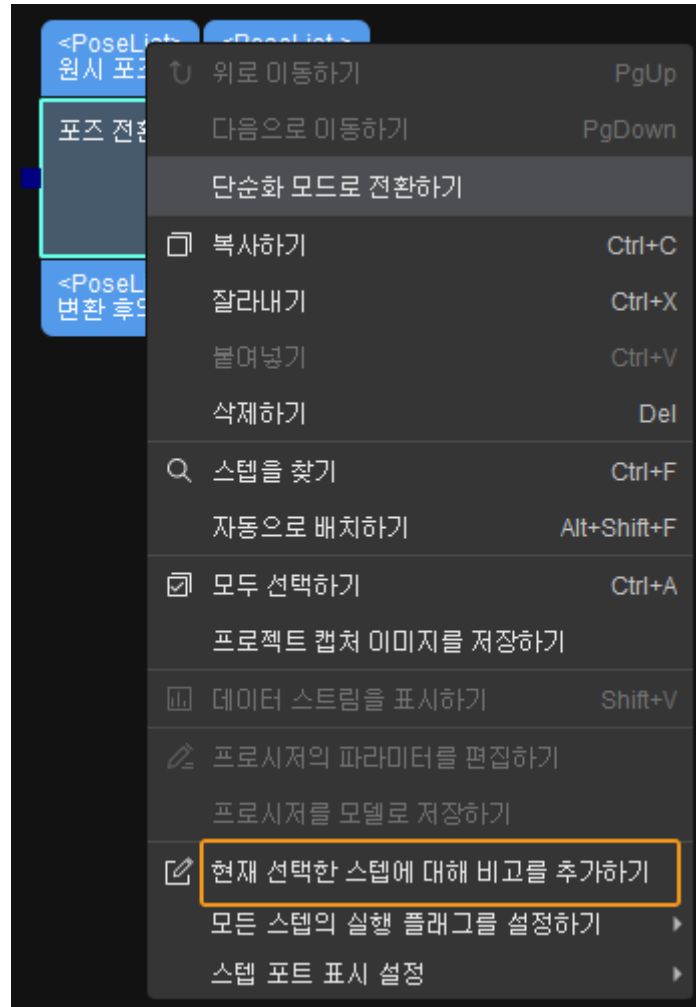 <PoseList> <PoseList >
원시 포
위로 이동하기 PgUp
포즈 전환
다음으로 이동하기 PgDown
단순화 모드로 전환하기
복사하기 Ctrl+C
<PoseL
변환 후의
잘라내기 Ctrl+X
붙여넣기 Ctrl+V
삭제하기 Del
스텝을 찾기 Ctrl+F
자동으로 배치하기 Alt+Shift+F
모두 선택하기 Ctrl+A
프로젝트 캡처 이미지를 저장하기
데이터 스트림을 표시하기 Shift+V
프로시저의 파라미터를 편집하기
프로시저를 모델로 저장하기
현재 선택한 스텝에 대해 비고를 추가하기
모든 스텝의 실행 플래그를 설정하기
스텝 포트 표시 설정